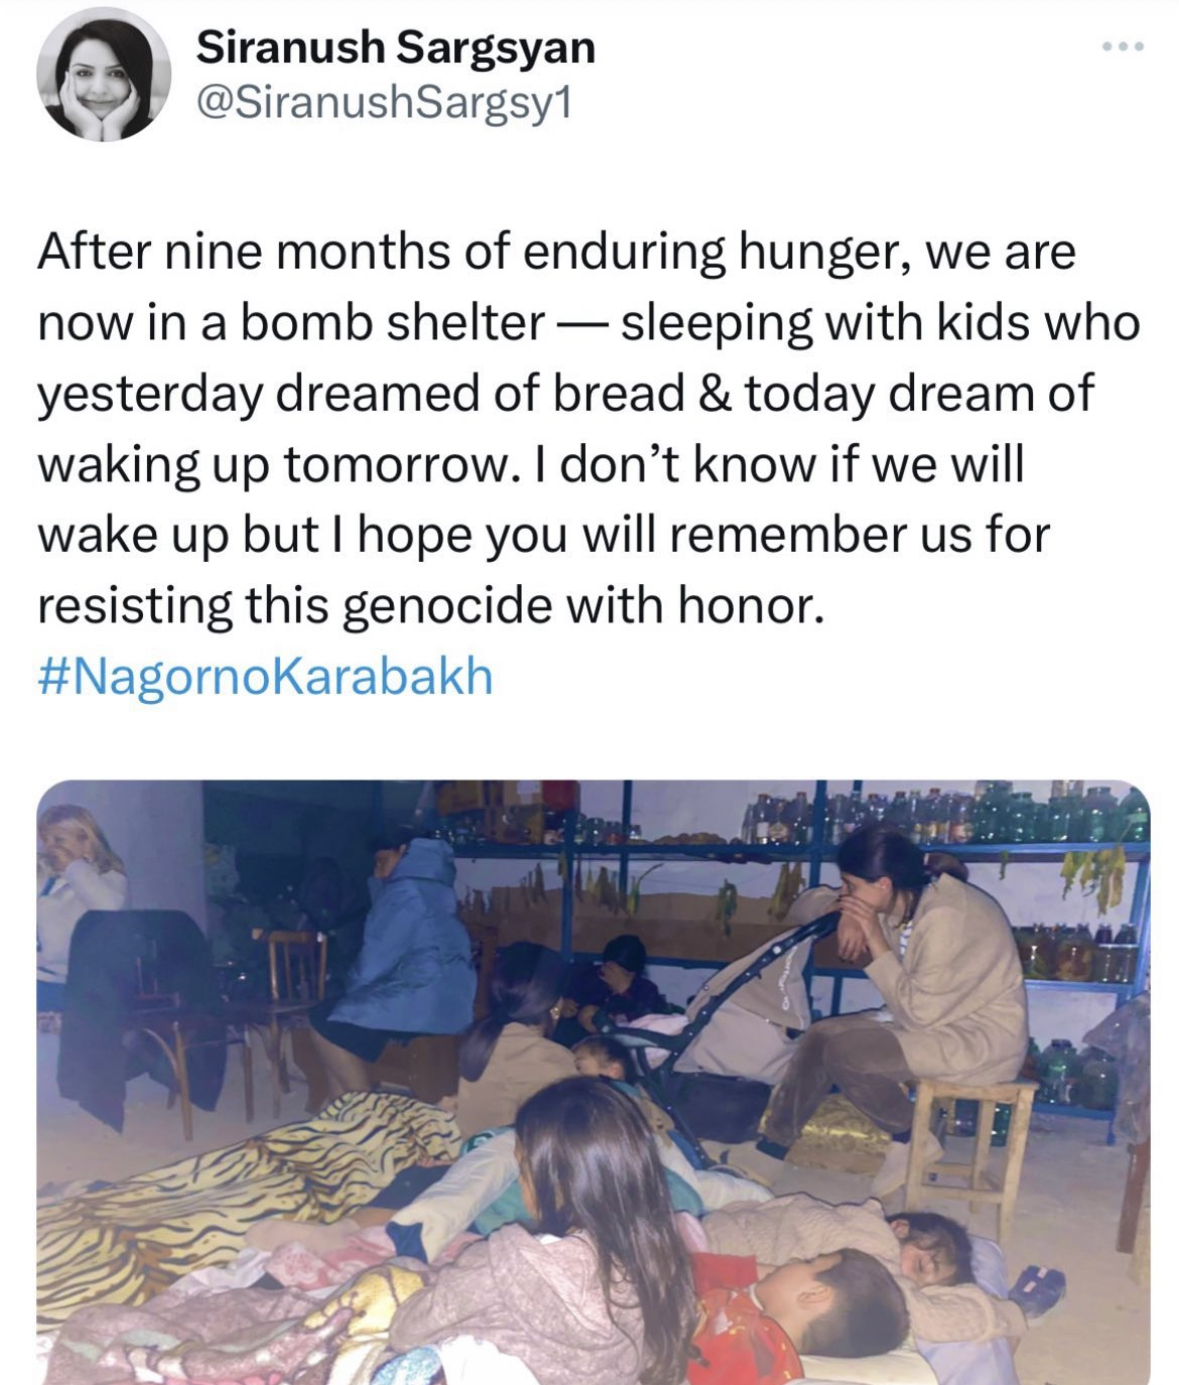 Siranush Sargsyan
@SiranushSargsy1
After nine months of enduring hunger, we are
now in a bomb shelter — sleeping with kids who
yesterday dreamed of bread & today dream of
waking up tomorrow. I don’t know if we will
wake up but I hope you will remember us for
resisting this genocide with honor.
#NagornoKarabakh